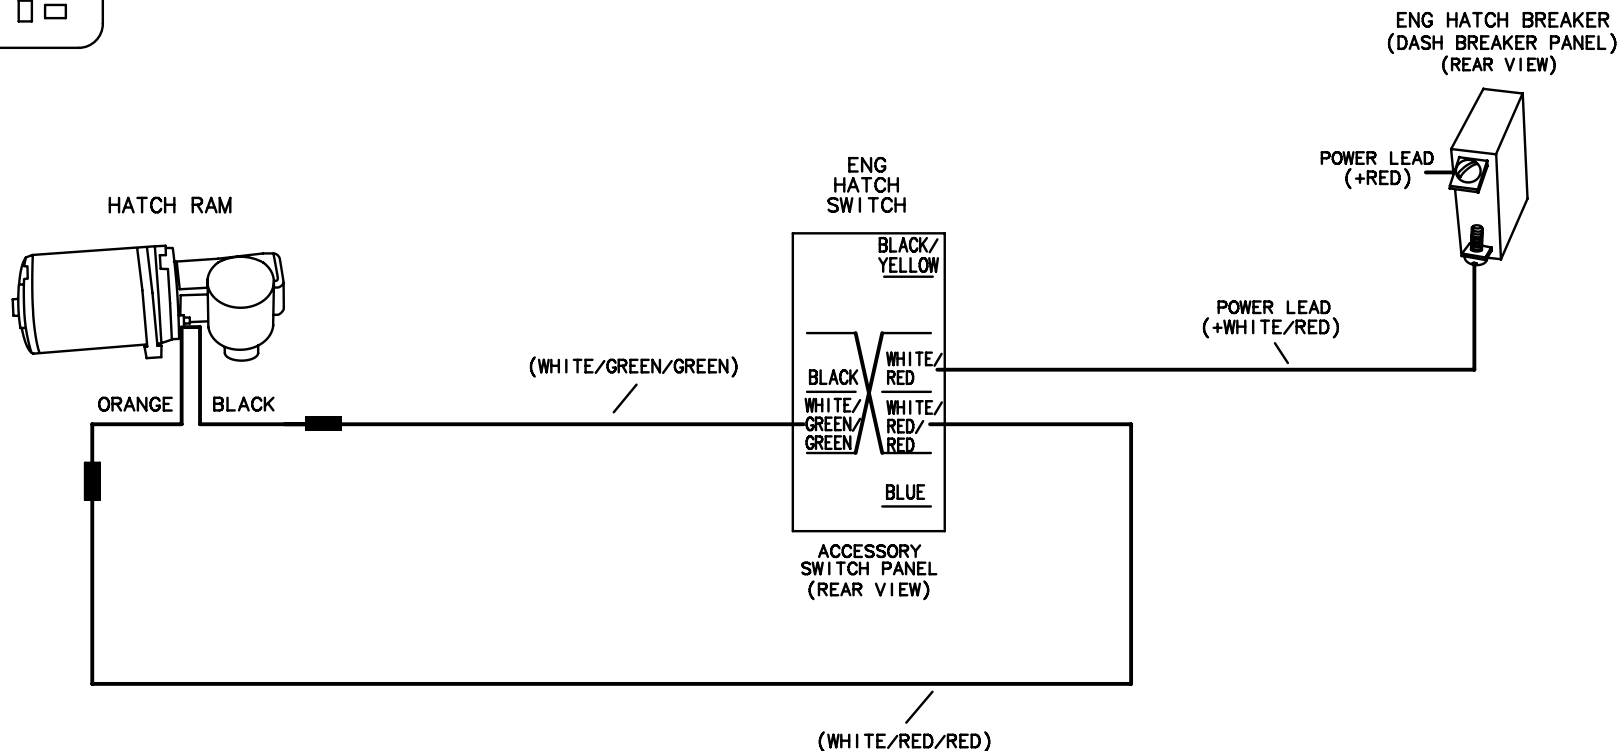 ENG HATCH BREAKER
(DASH BREAKER PANEL)
(REAR VIEW)
POWER LEAD
(+RED)
ENG
HATCH
SWITCH
HATCH RAM
BLACK/
YELLOW
POWER LEAD
(+WHITE/RED)
(WHITE/GREEN/GREEN)
BLACK
WHITE/
RED
ORANGE
BLACK
WHITE/
GREEN/
GREEN
WHITE/
RED/
RED
BLUE
ACCESSORY
SWITCH PANEL
(REAR VIEW)
(WHITE/RED/RED)